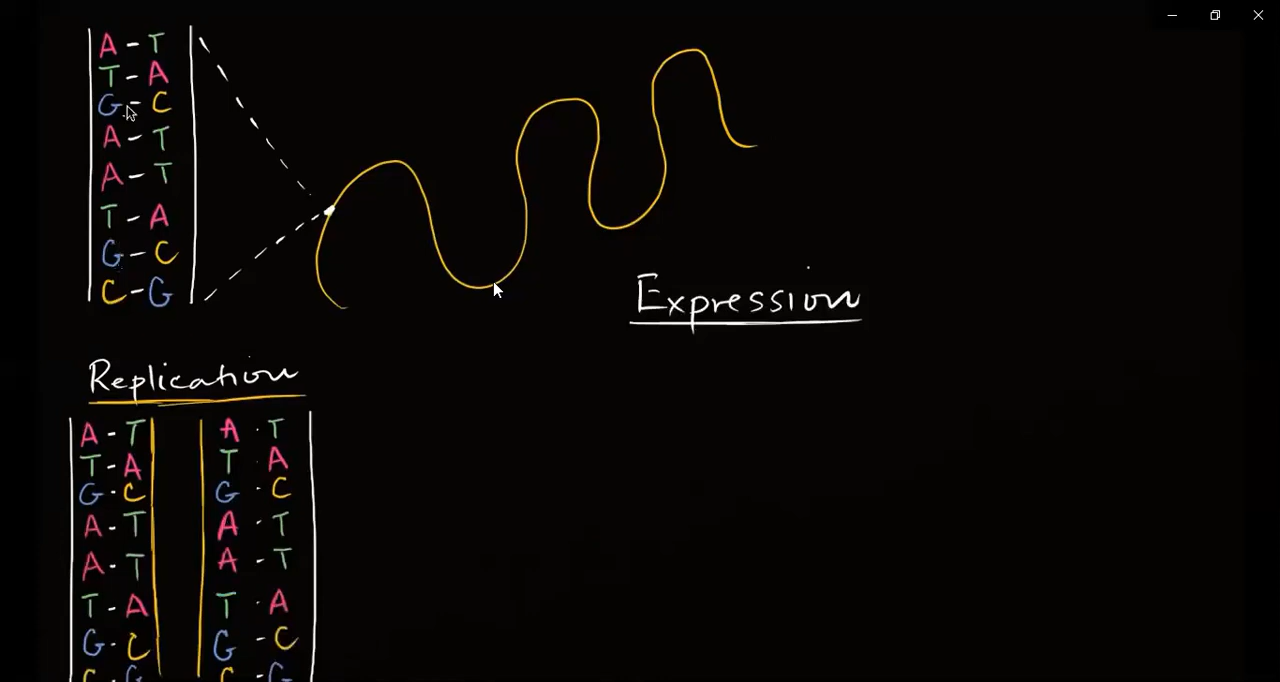 A - T
T - A
G - C
A - T
A - T
T - A
G - C
C - G
Expression
Replication
A - T A · T
T - A T · A
G - C G · C
A - T A · T
A - T A - T
T - A T · A
G - C G - C
C - G C - G